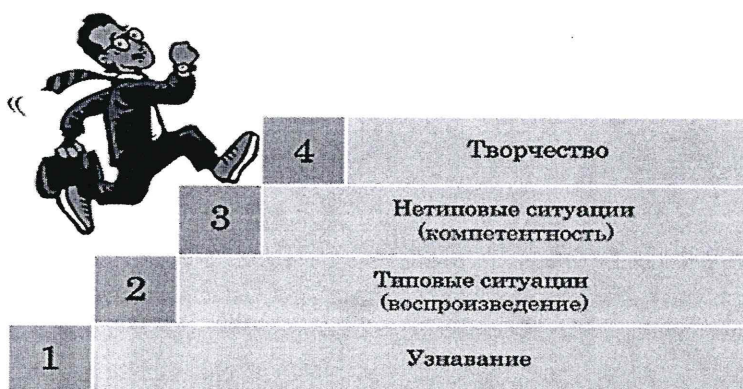 4 Творчество
3 Нетиповые ситуации
(компетентность)
2 Типовые ситуации
(воспроизведение)
1 Узнавание